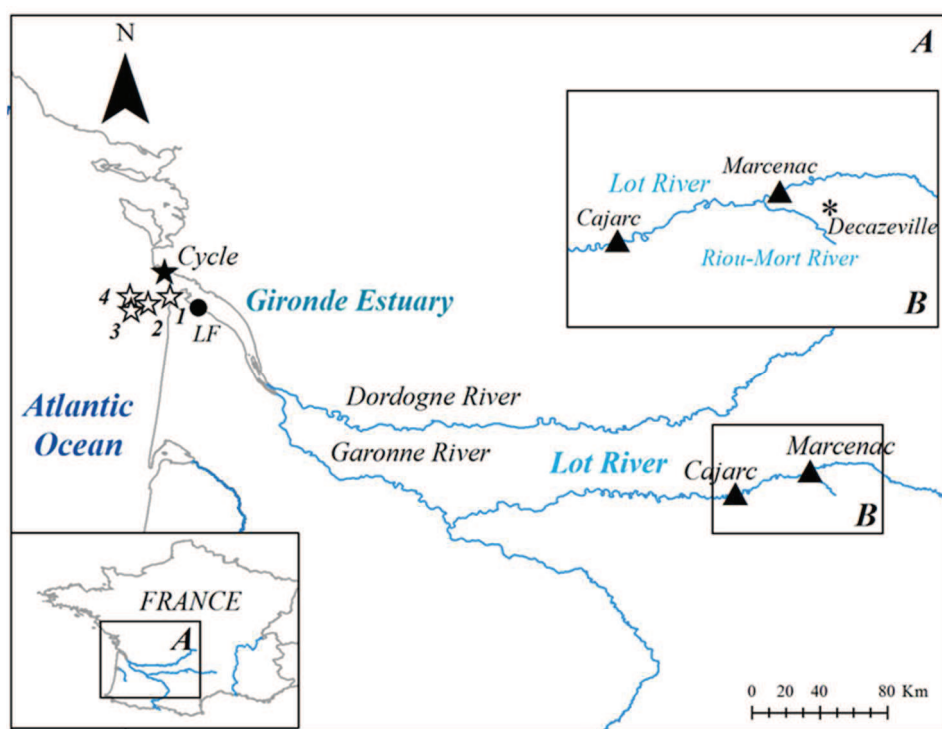 A
N
Marcenac
Lot River
Cajarc
*
Decazeville
Riou-Mort River
B
Cycle
4
3
2
1
LF
Gironde Estuary
Atlantic
Ocean
Dordogne River
Garonne River
Lot River
Cajarc
Marcenac
B
FRANCE
A
0 20 40 80 Km